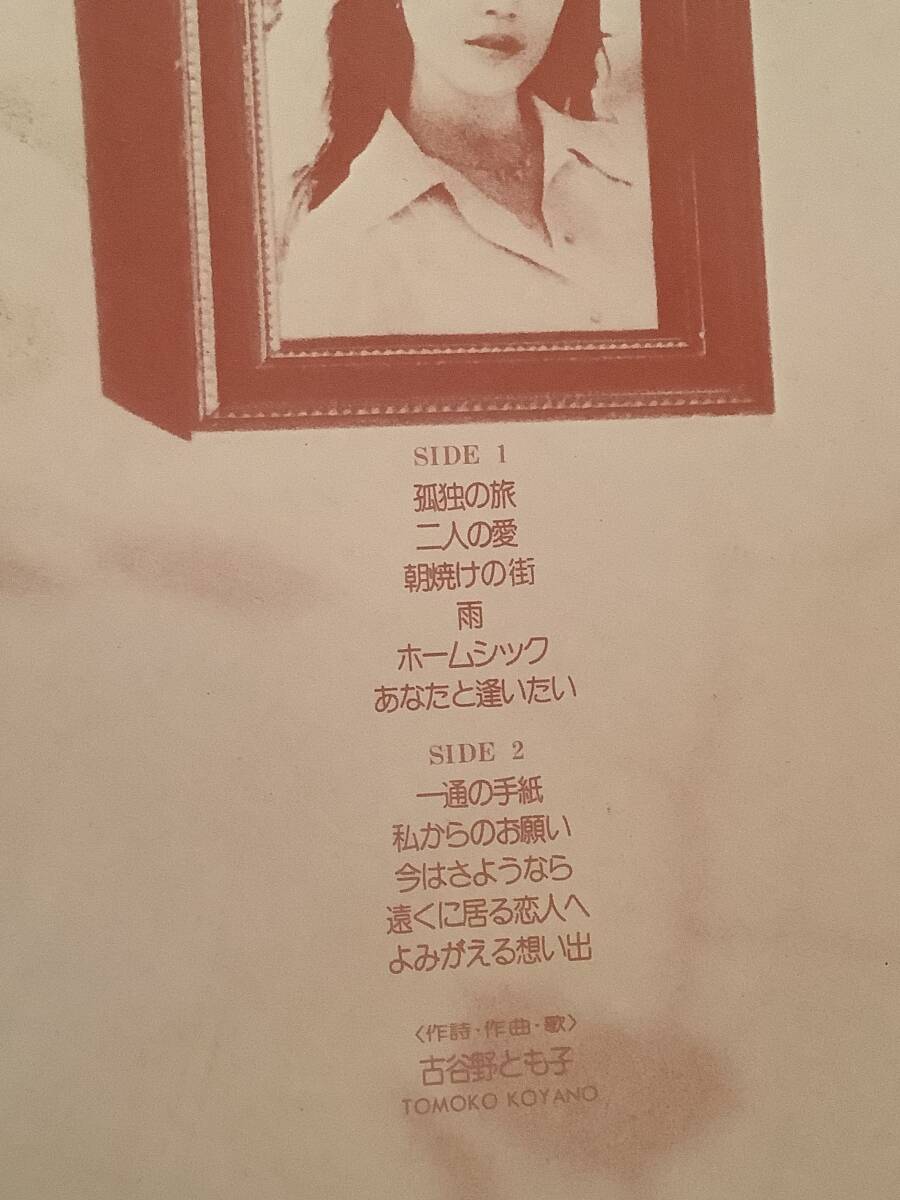 SIDE 1
孤独の旅
二人の愛
朝焼けの街
雨
ホームシック
あなたと逢いたい
SIDE 2
一通の手紙
私からのお願い
今はさようなら
遠くに居る恋人へ
よみがえる想い出
〈作詩・作曲・歌〉
古谷野とも子
TOMOKO KOYANO